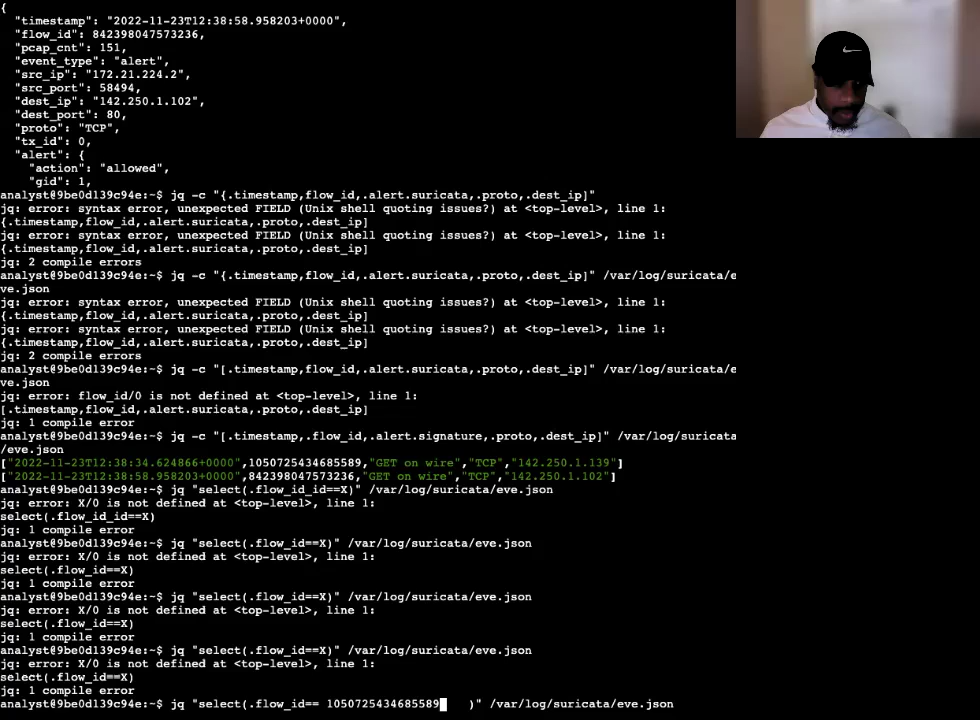 {
"timestamp": "2022-11-23T12:38:58.958203+0000",
"flow_id": 842398047573236,
"pcap_cnt": 151,
"event_type": "alert",
"src_ip": "172.21.224.2",
"src_port": 58494,
"dest_ip": "142.250.1.102",
"dest_port": 80,
"proto": "TCP",
"tx_id": 0,
"alert": {
"action": "allowed",
"gid": 1,
analyst@9be0d139c94e:~$ jq -c "{.timestamp,flow_id,.alert.suricata,.proto,.dest_ip]"
jq: error: syntax error, unexpected FIELD (Unix shell quoting issues?) at <top-level>, line 1:
{.timestamp,flow_id,.alert.suricata,.proto,.dest_ip]
jq: error: syntax error, unexpected FIELD (Unix shell quoting issues?) at <top-level>, line 1:
{.timestamp,flow_id,.alert.suricata,.proto,.dest_ip]
jq: 2 compile errors
analyst@9be0d139c94e:~$ jq -c "{.timestamp,flow_id,.alert.suricata,.proto,.dest_ip]" /var/log/suricata/e
ve.json
jq: error: syntax error, unexpected FIELD (Unix shell quoting issues?) at <top-level>, line 1:
{.timestamp,flow_id,.alert.suricata,.proto,.dest_ip]
jq: error: syntax error, unexpected FIELD (Unix shell quoting issues?) at <top-level>, line 1:
{.timestamp,flow_id,.alert.suricata,.proto,.dest_ip]
jq: 2 compile errors
analyst@9be0d139c94e:~$ jq -c "[.timestamp,flow_id,.alert.suricata,.proto,.dest_ip]" /var/log/suricata/e
ve.json
jq: error: flow_id/0 is not defined at <top-level>, line 1:
[.timestamp,flow_id,.alert.suricata,.proto,.dest_ip]
jq: 1 compile error
analyst@9be0d139c94e:~$ jq -c "[.timestamp,.flow_id,.alert.signature,.proto,.dest_ip]" /var/log/suricata
/eve.json
["2022-11-23T12:38:34.624866+0000",1050725434685589,"GET on wire","TCP","142.250.1.139"]
["2022-11-23T12:38:58.958203+0000",842398047573236,"GET on wire","TCP","142.250.1.102"]
analyst@9be0d139c94e:~$ jq "select(.flow_id_id==X)" /var/log/suricata/eve.json
jq: error: X/0 is not defined at <top-level>, line 1:
select(.flow_id_id==X)
jq: 1 compile error
analyst@9be0d139c94e:~$ jq "select(.flow_id==X)" /var/log/suricata/eve.json
jq: error: X/0 is not defined at <top-level>, line 1:
select(.flow_id==X)
jq: 1 compile error
analyst@9be0d139c94e:~$ jq "select(.flow_id==X)" /var/log/suricata/eve.json
jq: error: X/0 is not defined at <top-level>, line 1:
select(.flow_id==X)
jq: 1 compile error
analyst@9be0d139c94e:~$ jq "select(.flow_id==X)" /var/log/suricata/eve.json
jq: error: X/0 is not defined at <top-level>, line 1:
select(.flow_id==X)
jq: 1 compile error
analyst@9be0d139c94e:~$ jq "select(.flow_id== 1050725434685589    )" /var/log/suricata/eve.json